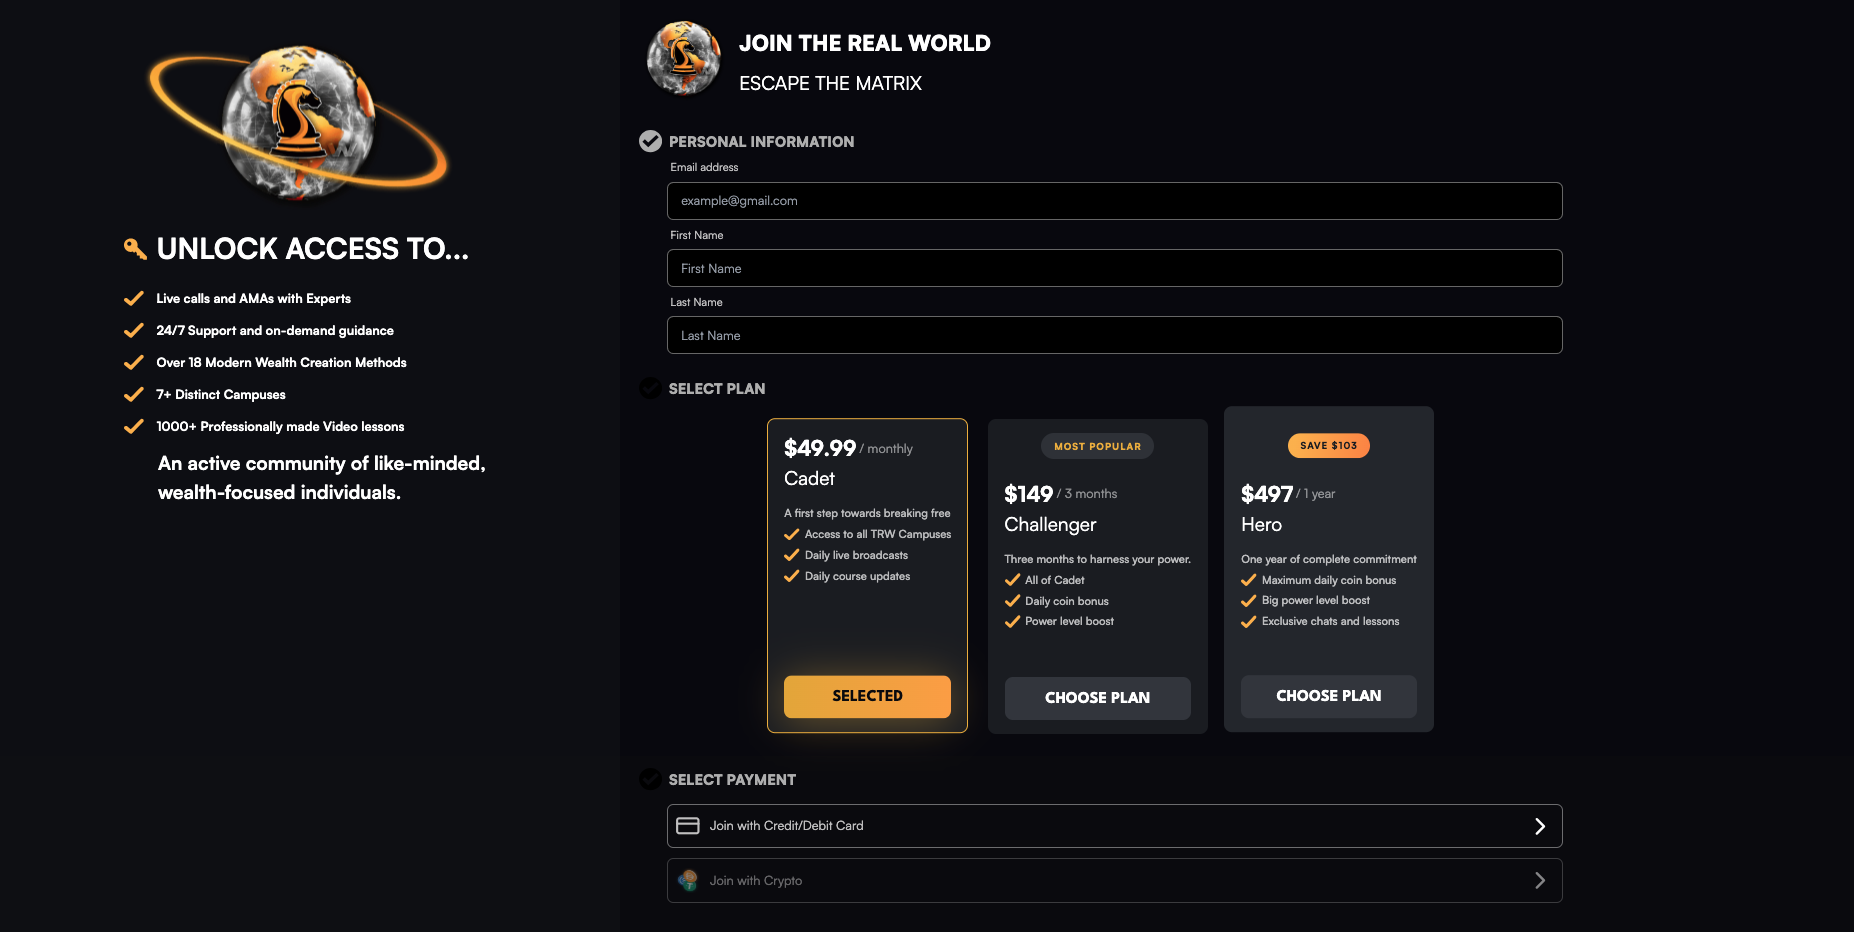 UNLOCK ACCESS TO...
Live calls and AMAs with Experts
24/7 Support and on-demand guidance
Over 18 Modern Wealth Creation Methods
7+ Distinct Campuses
1000+ Professionally made Video lessons
An active community of like-minded,
wealth-focused individuals.
JOIN THE REAL WORLD
ESCAPE THE MATRIX
PERSONAL INFORMATION
Email address
example@gmail.com
First Name
First Name
Last Name
Last Name
SELECT PLAN
$49.99 / monthly
Cadet
A first step towards breaking free
Access to all TRW Campuses
Daily live broadcasts
Daily course updates
SELECTED
MOST POPULAR
$149 / 3 months
Challenger
Three months to harness your power.
All of Cadet
Daily coin bonus
Power level boost
CHOOSE PLAN
SAVE $103
$497 / 1 year
Hero
One year of complete commitment
Maximum daily coin bonus
Big power level boost
Exclusive chats and lessons
CHOOSE PLAN
SELECT PAYMENT
Join with Credit/Debit Card
Join with Crypto